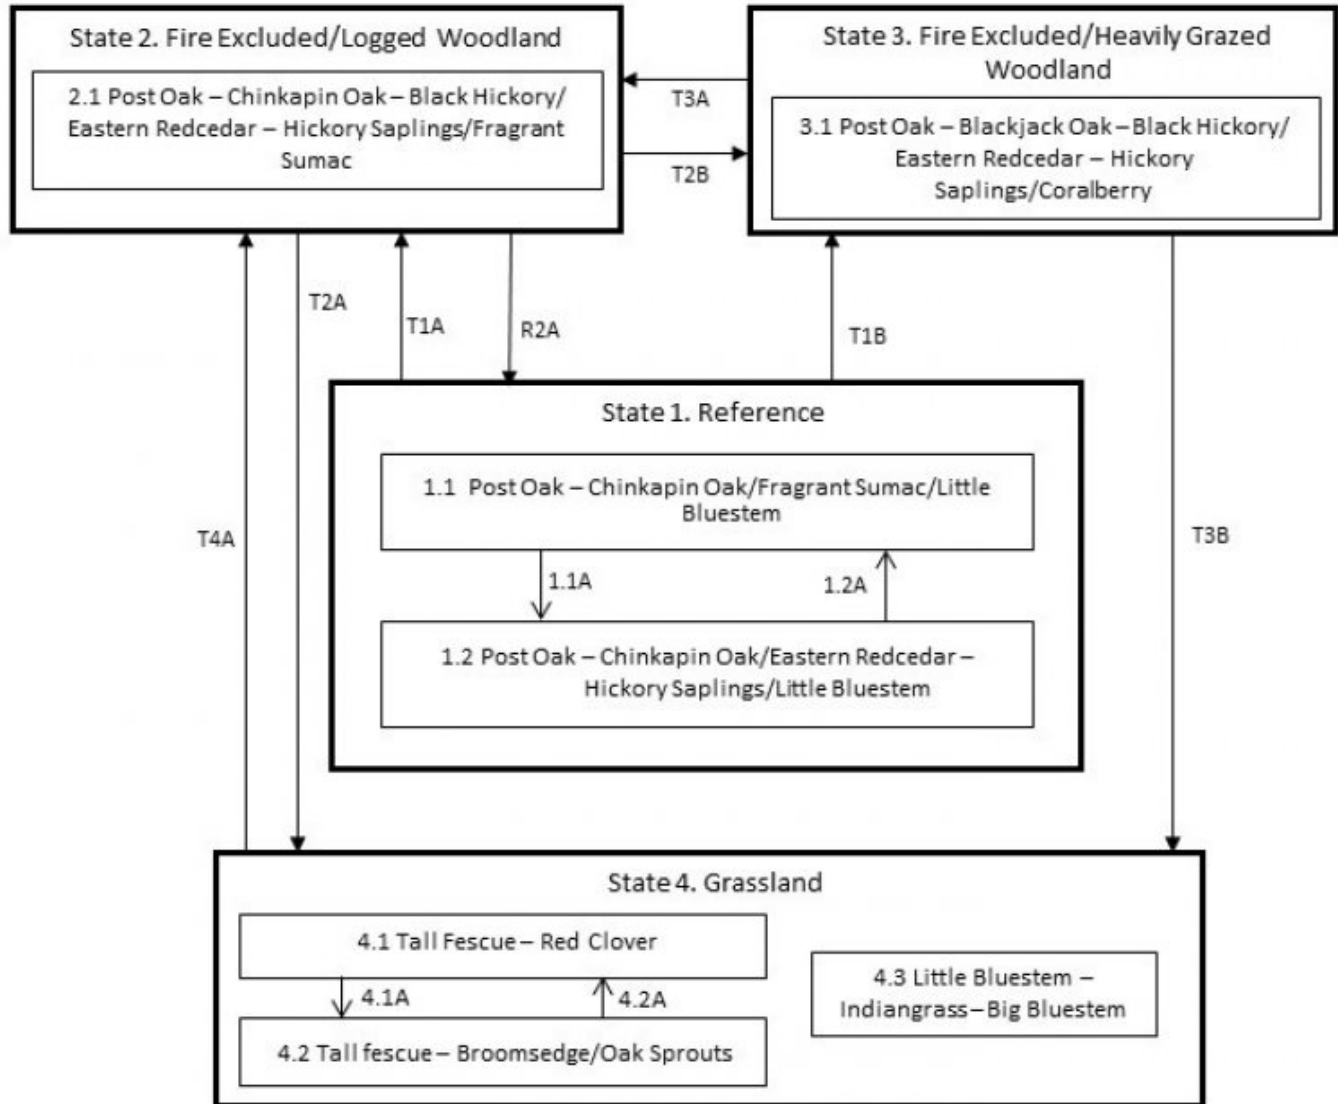 State 2. Fire Excluded/Logged Woodland
2.1 Post Oak – Chinkapin Oak – Black Hickory/
Eastern Redcedar – Hickory Saplings/Fragrant
Sumac
State 3. Fire Excluded/Heavily Grazed
Woodland
3.1 Post Oak – Blackjack Oak – Black Hickory/
Eastern Redcedar – Hickory
Saplings/Coralberry
T3A
T2B
T2A
T1A
R2A
T1B
State 1. Reference
1.1 Post Oak – Chinkapin Oak/Fragrant Sumac/Little
Bluestem
1.1A
1.2A
1.2 Post Oak – Chinkapin Oak/Eastern Redcedar –
Hickory Saplings/Little Bluestem
T4A
T3B
State 4. Grassland
4.1 Tall Fescue – Red Clover
4.1A
4.2A
4.2 Tall fescue – Broomsedge/Oak Sprouts
4.3 Little Bluestem –
Indiangrass – Big Bluestem